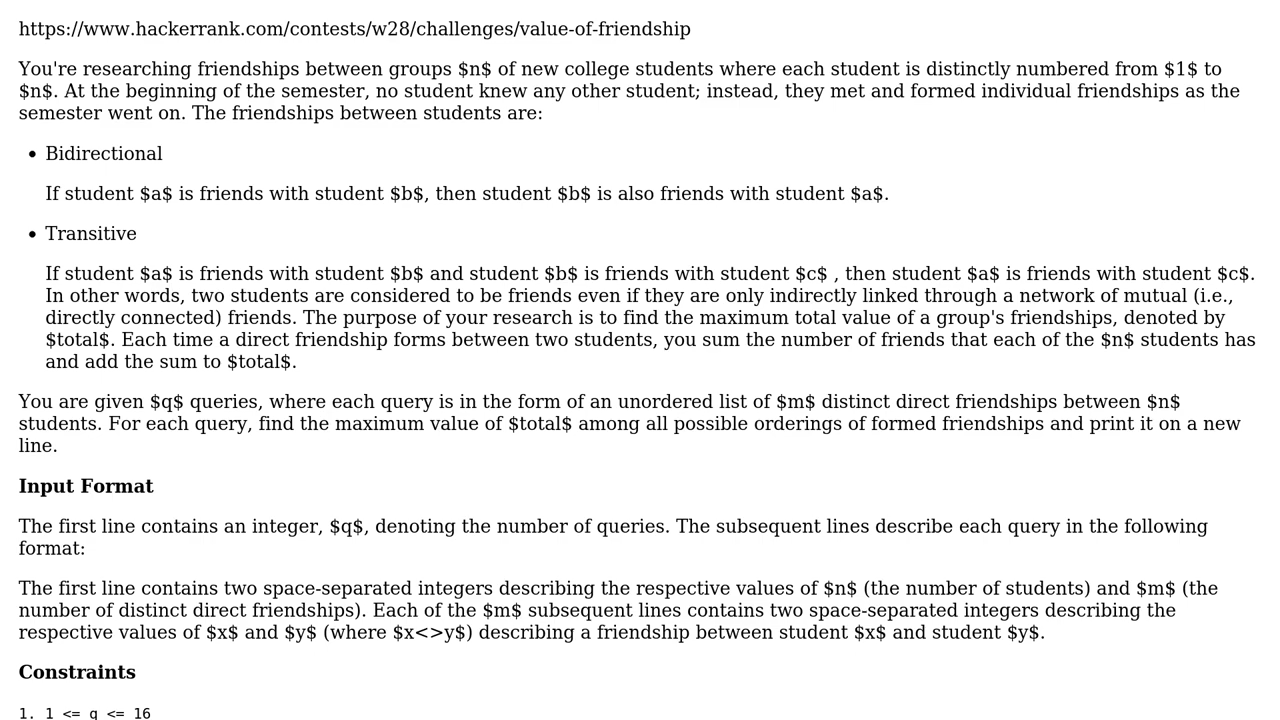 https://www.hackerrank.com/contests/w28/challenges/value-of-friendship
You're researching friendships between groups $n$ of new college students where each student is distinctly numbered from $1$ to
$n$. At the beginning of the semester, no student knew any other student; instead, they met and formed individual friendships as the
semester went on. The friendships between students are:
• Bidirectional
If student $a$ is friends with student $b$, then student $b$ is also friends with student $a$.
• Transitive
If student $a$ is friends with student $b$ and student $b$ is friends with student $c$ , then student $a$ is friends with student $c$.
In other words, two students are considered to be friends even if they are only indirectly linked through a network of mutual (i.e.,
directly connected) friends. The purpose of your research is to find the maximum total value of a group's friendships, denoted by
$total$. Each time a direct friendship forms between two students, you sum the number of friends that each of the $n$ students has
and add the sum to $total$.
You are given $q$ queries, where each query is in the form of an unordered list of $m$ distinct direct friendships between $n$
students. For each query, find the maximum value of $total$ among all possible orderings of formed friendships and print it on a new
line.
Input Format
The first line contains an integer, $q$, denoting the number of queries. The subsequent lines describe each query in the following
format:
The first line contains two space-separated integers describing the respective values of $n$ (the number of students) and $m$ (the
number of distinct direct friendships). Each of the $m$ subsequent lines contains two space-separated integers describing the
respective values of $x$ and $y$ (where $x<>y$) describing a friendship between student $x$ and student $y$.
Constraints
1. 1 <= q <= 16